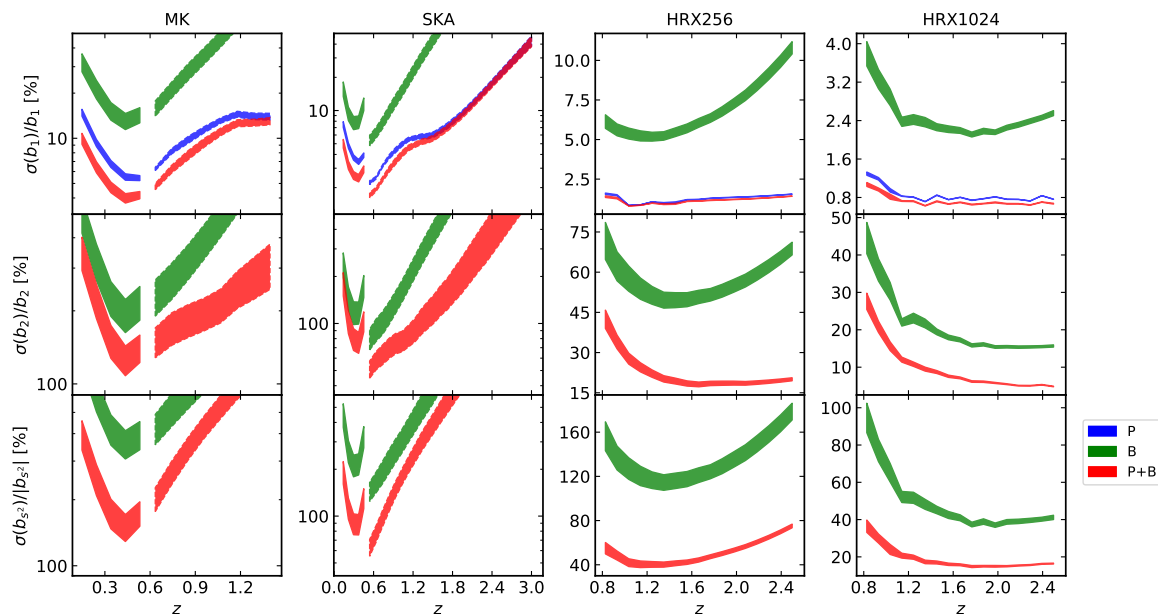 MK SKA HRX256 HRX1024
σ(b₁)/b₁ [%]
10
10
10.0
7.5
5.0
2.5
4.0
3.2
2.4
1.6
0.8
σ(b₂)/b₂ [%]
100
100
75
60
45
30
15
50
40
30
20
10
σ(b_{s²})/|b_{s²}| [%]
100
100
160
120
80
40
100
80
60
40
20
P
B
P+B
0.3 0.6 0.9 1.2
0.0 0.6 1.2 1.8 2.4 3.0
0.8 1.2 1.6 2.0 2.4
0.8 1.2 1.6 2.0 2.4
z z z z